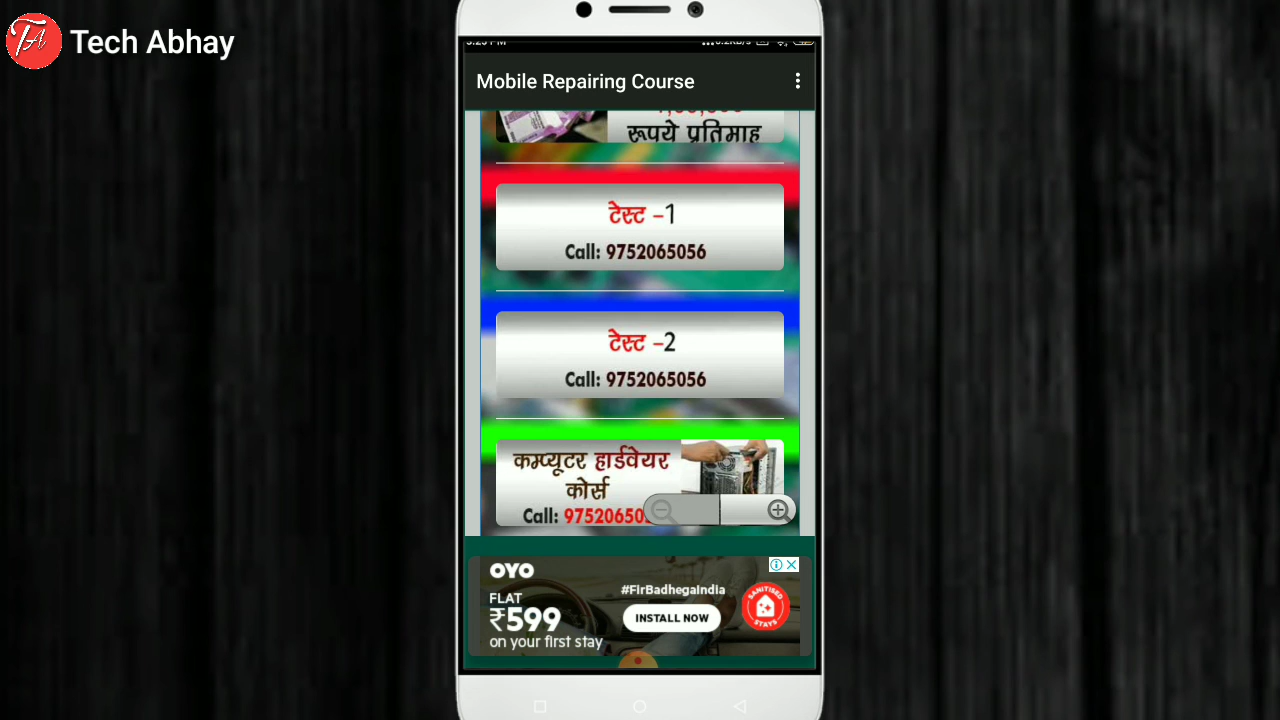 TA
Tech Abhay
Mobile Repairing Course
रूपये प्रतिमाह
टेस्ट -1
Call: 9752065056
टेस्ट -2
Call: 9752065056
कम्प्यूटर हार्डवेयर
कोर्स
Call:
OYO
FLAT
₹599
on your first stay
#FirBadhegaIndia
INSTALL NOW
SANITISED
STAYS